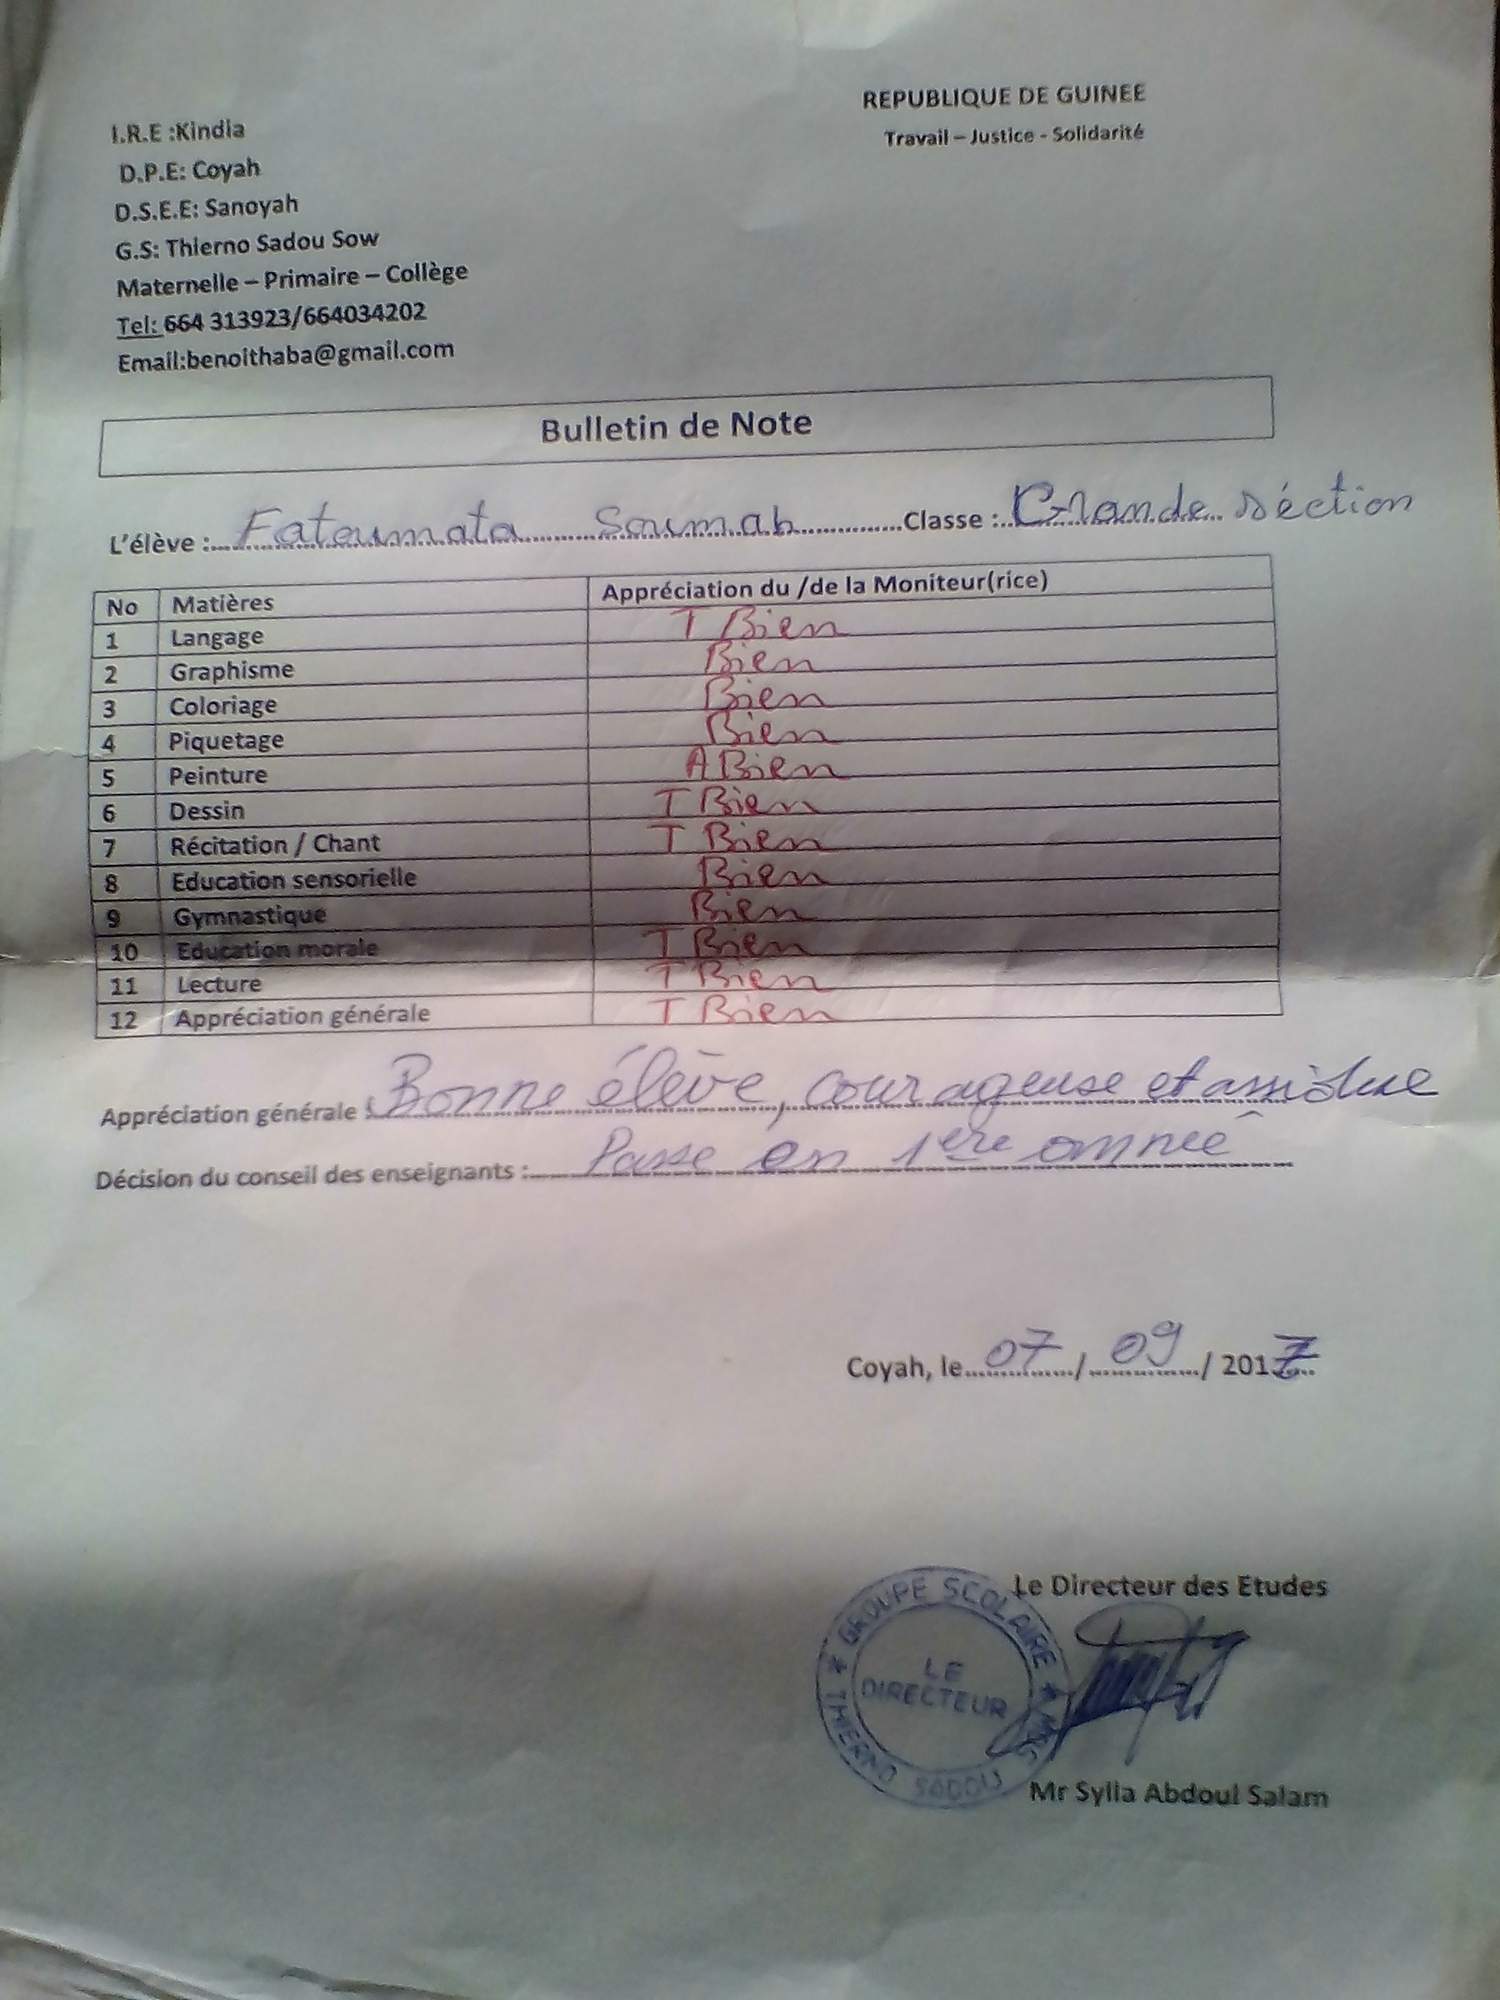 REPUBLIQUE DE GUINEE
Travail – Justice - Solidarité
I.R.E :Kindia
D.P.E: Coyah
D.S.E.E: Sanoyah
G.S: Thierno Sadou Sow
Maternelle – Primaire – Collège
Tel: 664 313923/664034202
Email:benoithaba@gmail.com
Bulletin de Note
L'élève : Fatoumata Soumah Classe : Grande séction
No Matières Appréciation du /de la Moniteur(rice)
1 Langage T Bien
2 Graphisme Bien
3 Coloriage Bien
4 Piquetage Bien
5 Peinture A Bien
6 Dessin T Bien
7 Récitation / Chant T Bien
8 Education sensorielle Bien
9 Gymnastique Bien
10 Education morale T Bien
11 Lecture T Bien
12 Appréciation générale T Bien
Appréciation générale : Bonne élève, courageuse et assidue
Décision du conseil des enseignants : Passe en 1ère année
Coyah, le 07 / 09 / 2017
Le Directeur des Etudes
GROUPE SCOLAIRE
THIERNO SADOU
LE
DIRECTEUR
Mr Sylla Abdoul Salam